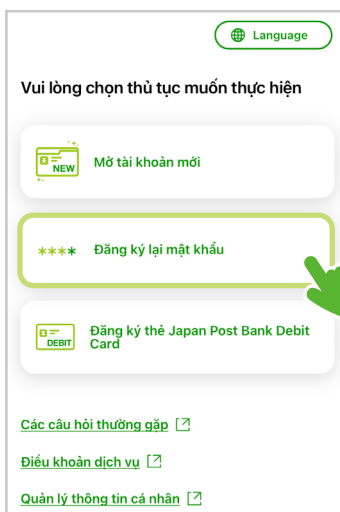 Language
Vui lòng chọn thủ tục muốn thực hiện
NEW
Mở tài khoản mới
**** Đăng ký lại mật khẩu
DEBIT
Đăng ký thẻ Japan Post Bank Debit
Card
Các câu hỏi thường gặp
Điều khoản dịch vụ
Quản lý thông tin cá nhân